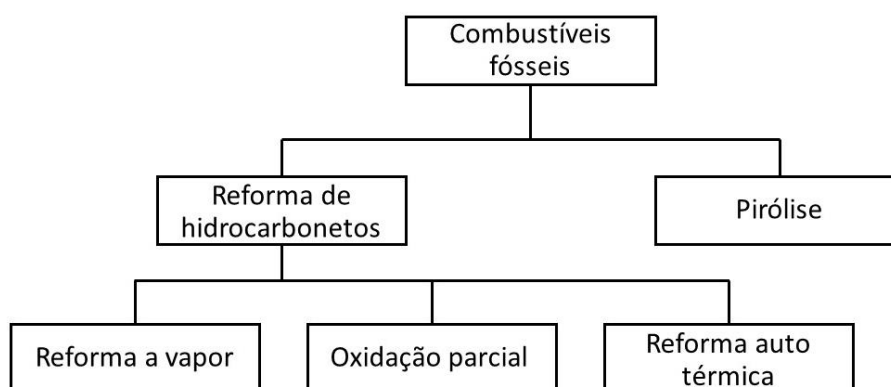 Combustíveis
fósseis
Reforma de
hidrocarbonetos
Pirólise
Reforma a vapor
Oxidação parcial
Reforma auto
térmica